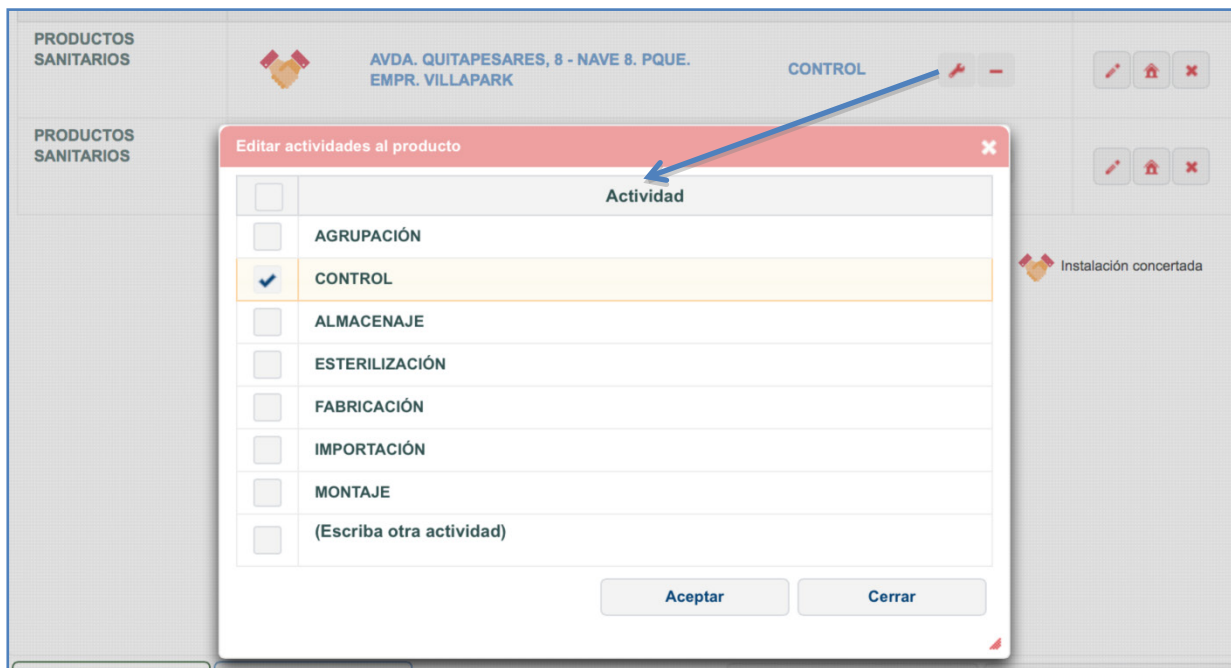 PRODUCTOS
SANITARIOS
AVDA. QUITAPESARES, 8 - NAVE 8. PQUE.
EMPR. VILLAPARK
CONTROL
PRODUCTOS
SANITARIOS
Editar actividades al producto
Actividad
AGRUPACIÓN
CONTROL
ALMACENAJE
ESTERILIZACIÓN
FABRICACIÓN
IMPORTACIÓN
MONTAJE
(Escriba otra actividad)
Aceptar
Cerrar
Instalación concertada